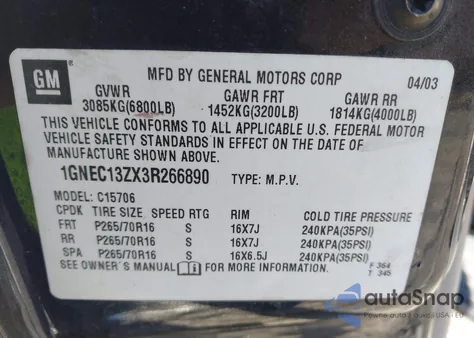 GM
MFD BY GENERAL MOTORS CORP 04/03
GVWR GAWR FRT GAWR RR
3085KG(6800LB) 1452KG(3200LB) 1814KG(4000LB)
THIS VEHICLE CONFORMS TO ALL APPLICABLE U.S. FEDERAL MOTOR
VEHICLE SAFETY STANDARDS IN EFFECT ON THE DATE OF
MANUFACTURE SHOWN ABOVE.
1GNEC13ZX3R266890 TYPE: M.P.V.
MODEL: C15706
CPDK TIRE SIZE SPEED RTG RIM COLD TIRE PRESSURE
FRT P265/70R16 S 16X7J 240KPA(35PSI)
RR P265/70R16 S 16X7J 240KPA(35PSI)
SPA P265/70R16 S 16X6.5J 240KPA(35PSI)
SEE OWNER'S MANUAL FOR MORE INFORMATION F 364
T 345
autoSnap